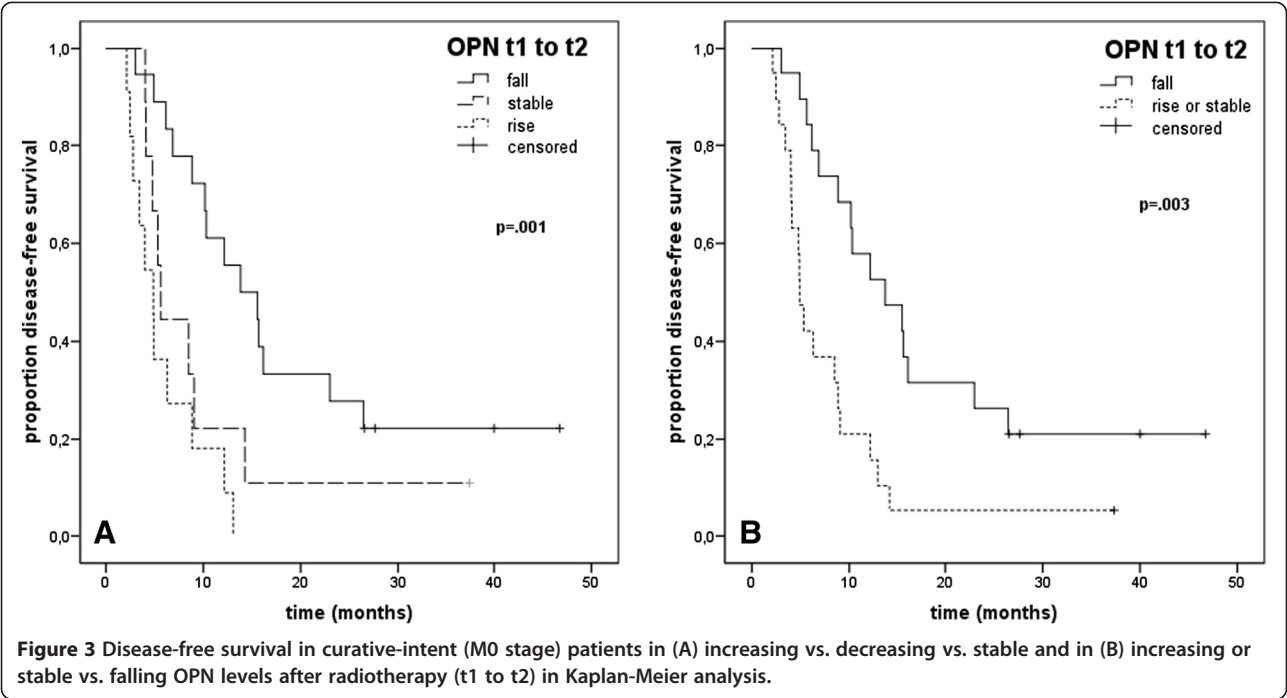 OPN t1 to t2
fall
stable
rise
censored
p=.001
proportion disease-free survival
1,0
0,8
0,6
0,4
0,2
0,0
A
0 10 20 30 40 50
time (months)
OPN t1 to t2
fall
rise or stable
censored
p=.003
proportion disease-free survival
1,0
0,8
0,6
0,4
0,2
0,0
B
0 10 20 30 40 50
time (months)
Figure 3 Disease-free survival in curative-intent (M0 stage) patients in (A) increasing vs. decreasing vs. stable and in (B) increasing or
stable vs. falling OPN levels after radiotherapy (t1 to t2) in Kaplan-Meier analysis.